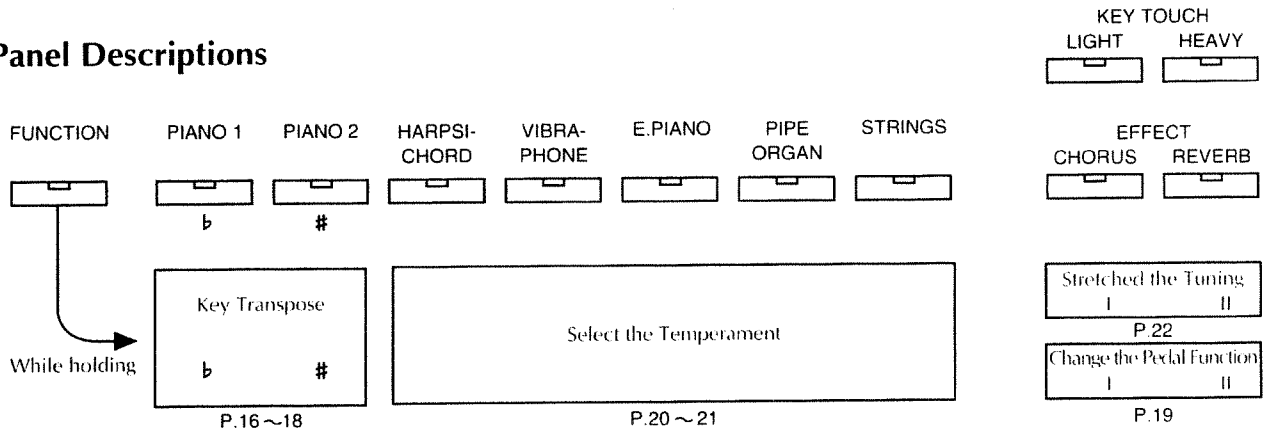 Panel Descriptions
KEY TOUCH
LIGHT HEAVY
FUNCTION PIANO 1 PIANO 2 HARPSI- VIBRA- E.PIANO PIPE STRINGS
CHORD PHONE ORGAN
EFFECT
CHORUS REVERB
♭ #
While holding
Key Transpose
♭ #
P.16~18
Select the Temperament
P.20~21
Stretched the Tuning
I II
P.22
Change the Pedal Function
I II
P.19